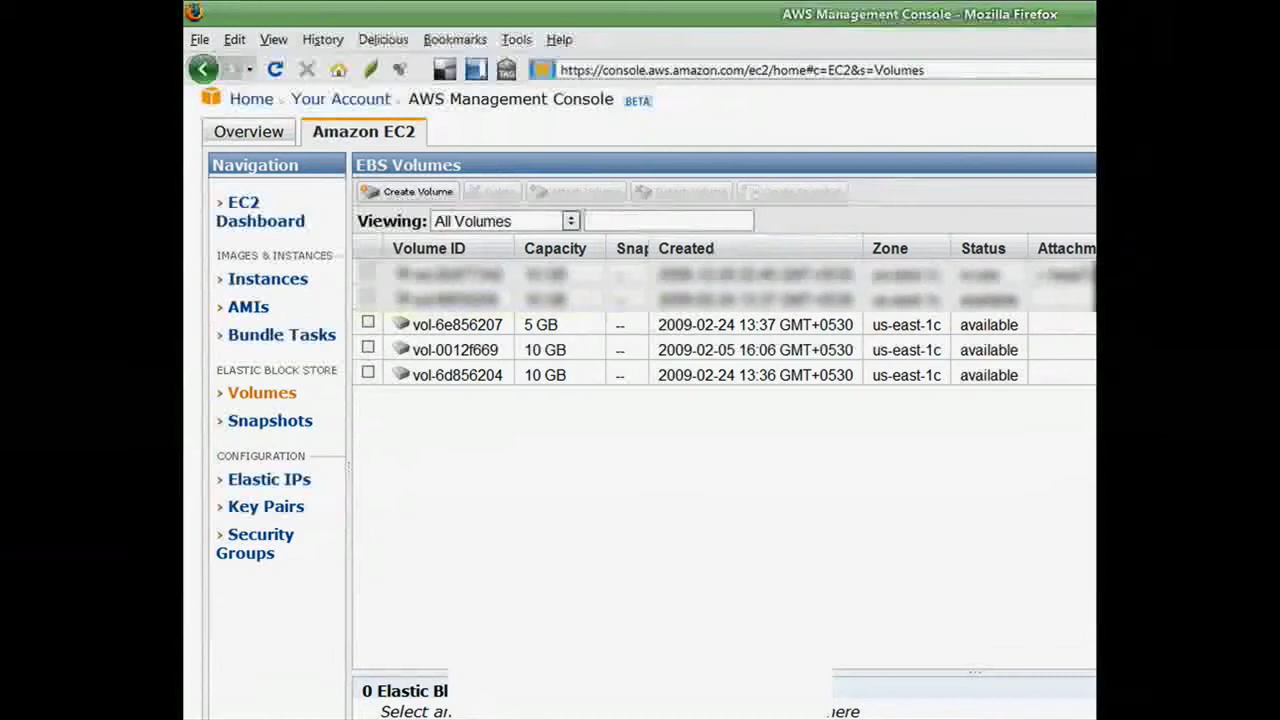 AWS Management Console - Mozilla Firefox
File Edit View History Delicious Bookmarks Tools Help
TAG https://console.aws.amazon.com/ec2/home#c=EC2&s=Volumes
Home Your Account AWS Management Console BETA
Overview Amazon EC2
Navigation
› EC2
Dashboard
IMAGES & INSTANCES
› Instances
› AMIs
› Bundle Tasks
ELASTIC BLOCK STORE
› Volumes
› Snapshots
CONFIGURATION
› Elastic IPs
› Key Pairs
› Security
Groups
EBS Volumes
Create Volume
Viewing: All Volumes
Volume ID Capacity Snap Created Zone Status Attachm
vol-6e856207 5 GB -- 2009-02-24 13:37 GMT+0530 us-east-1c available
vol-0012f669 10 GB -- 2009-02-05 16:06 GMT+0530 us-east-1c available
vol-6d856204 10 GB -- 2009-02-24 13:36 GMT+0530 us-east-1c available
0 Elastic Bl
Select an here